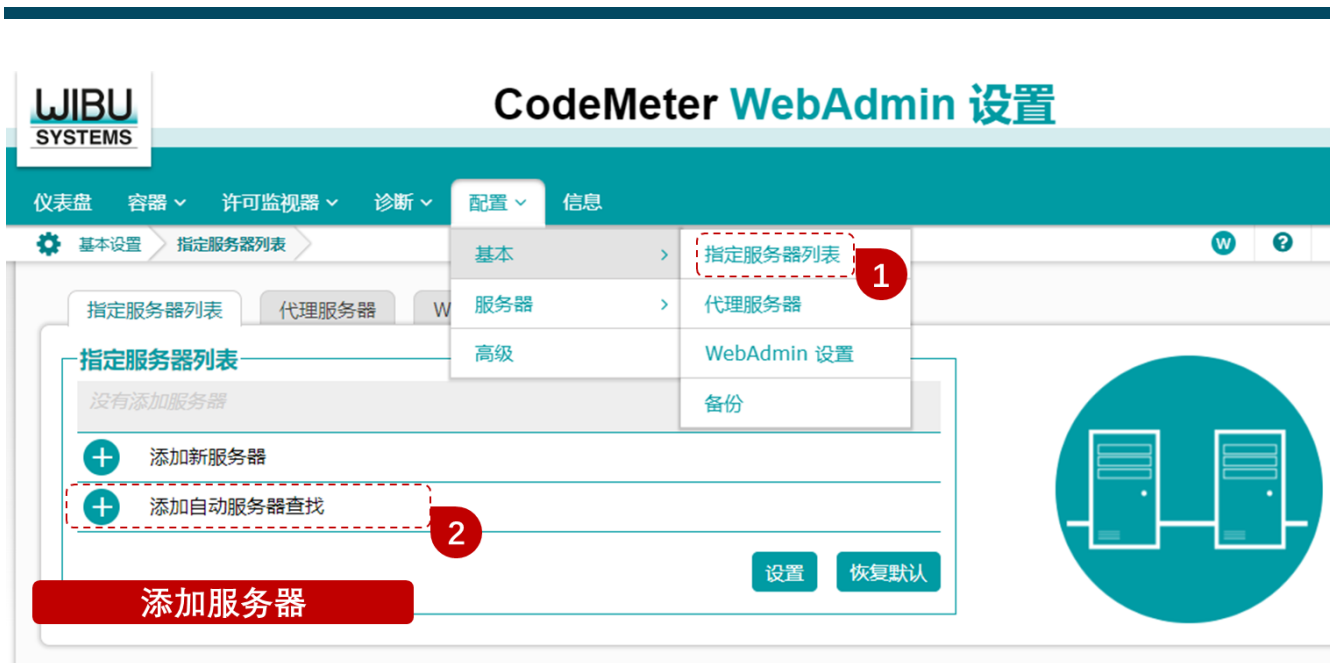 WIBU
SYSTEMS
CodeMeter WebAdmin 设置
仪表盘 容器 许可监视器 诊断 配置 信息
基本设置 指定服务器列表
W ?
基本 指定服务器列表 1
服务器 代理服务器
高级 WebAdmin 设置
备份
指定服务器列表 代理服务器 W
指定服务器列表
没有添加服务器
添加新服务器
添加自动服务器查找
2
设置 恢复默认
添加服务器